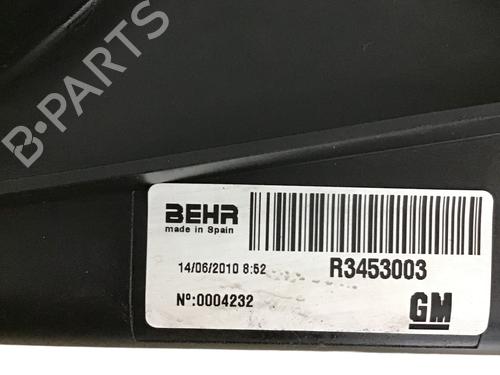 B-PARTS
BEHR
made in Spain
14/06/2010 8:52
R3453003
Nº:0004232
GM